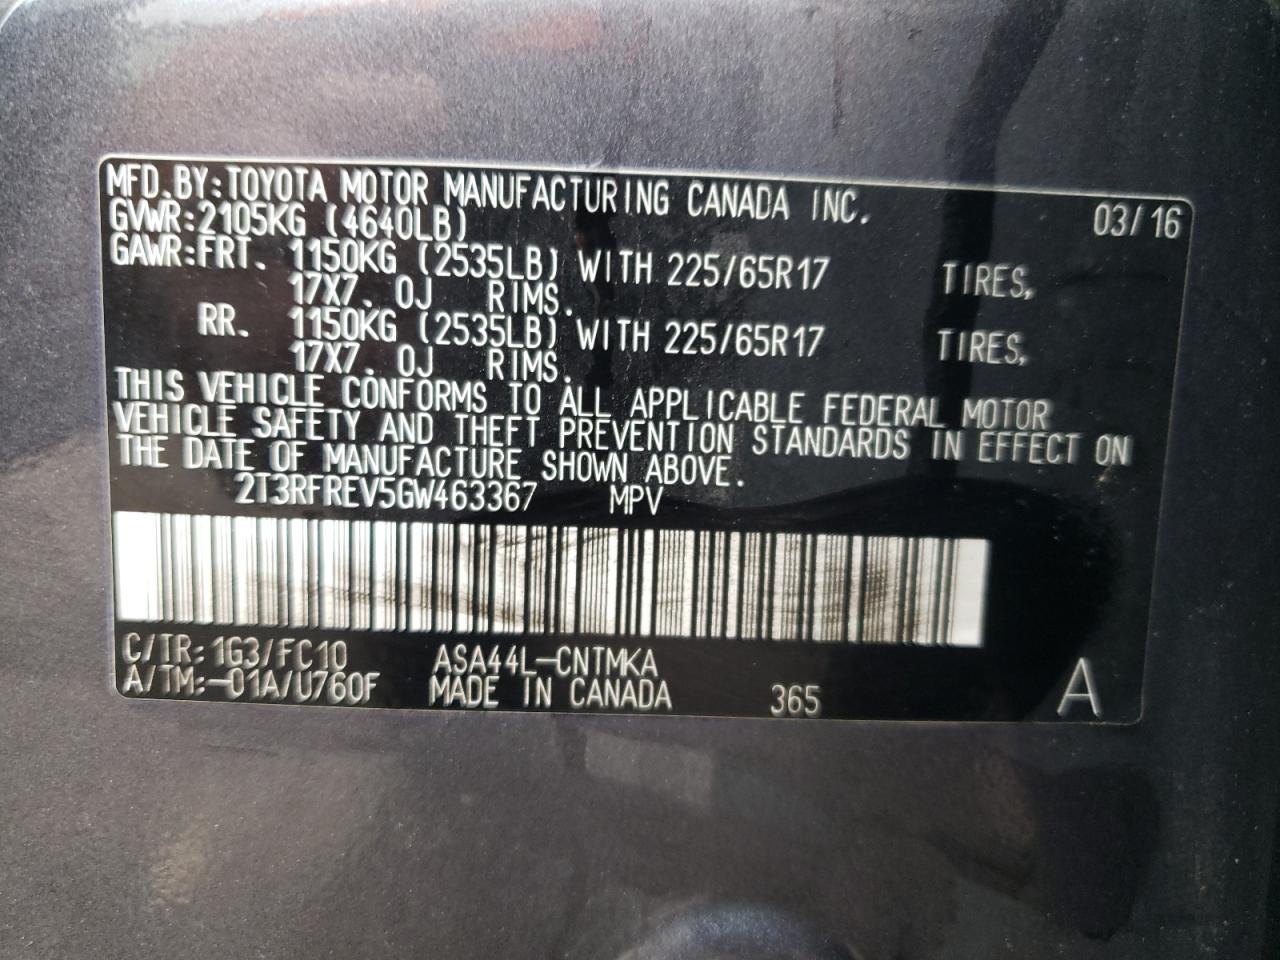 MFD.BY:TOYOTA MOTOR MANUFACTURING CANADA INC. 03/16
GVWR:2105KG (4640LB)
GAWR:FRT. 1150KG (2535LB) WITH 225/65R17 TIRES,
17X7.0J RIMS.
RR. 1150KG (2535LB) WITH 225/65R17 TIRES,
17X7.0J RIMS.
THIS VEHICLE CONFORMS TO ALL APPLICABLE FEDERAL MOTOR
VEHICLE SAFETY AND THEFT PREVENTION STANDARDS IN EFFECT ON
THE DATE OF MANUFACTURE SHOWN ABOVE.
2T3RFREV5GW463367 MPV
C/TR:1G3/FC10 ASA44L-CNTMKA
A/TM:-01A/U760F MADE IN CANADA 365 A